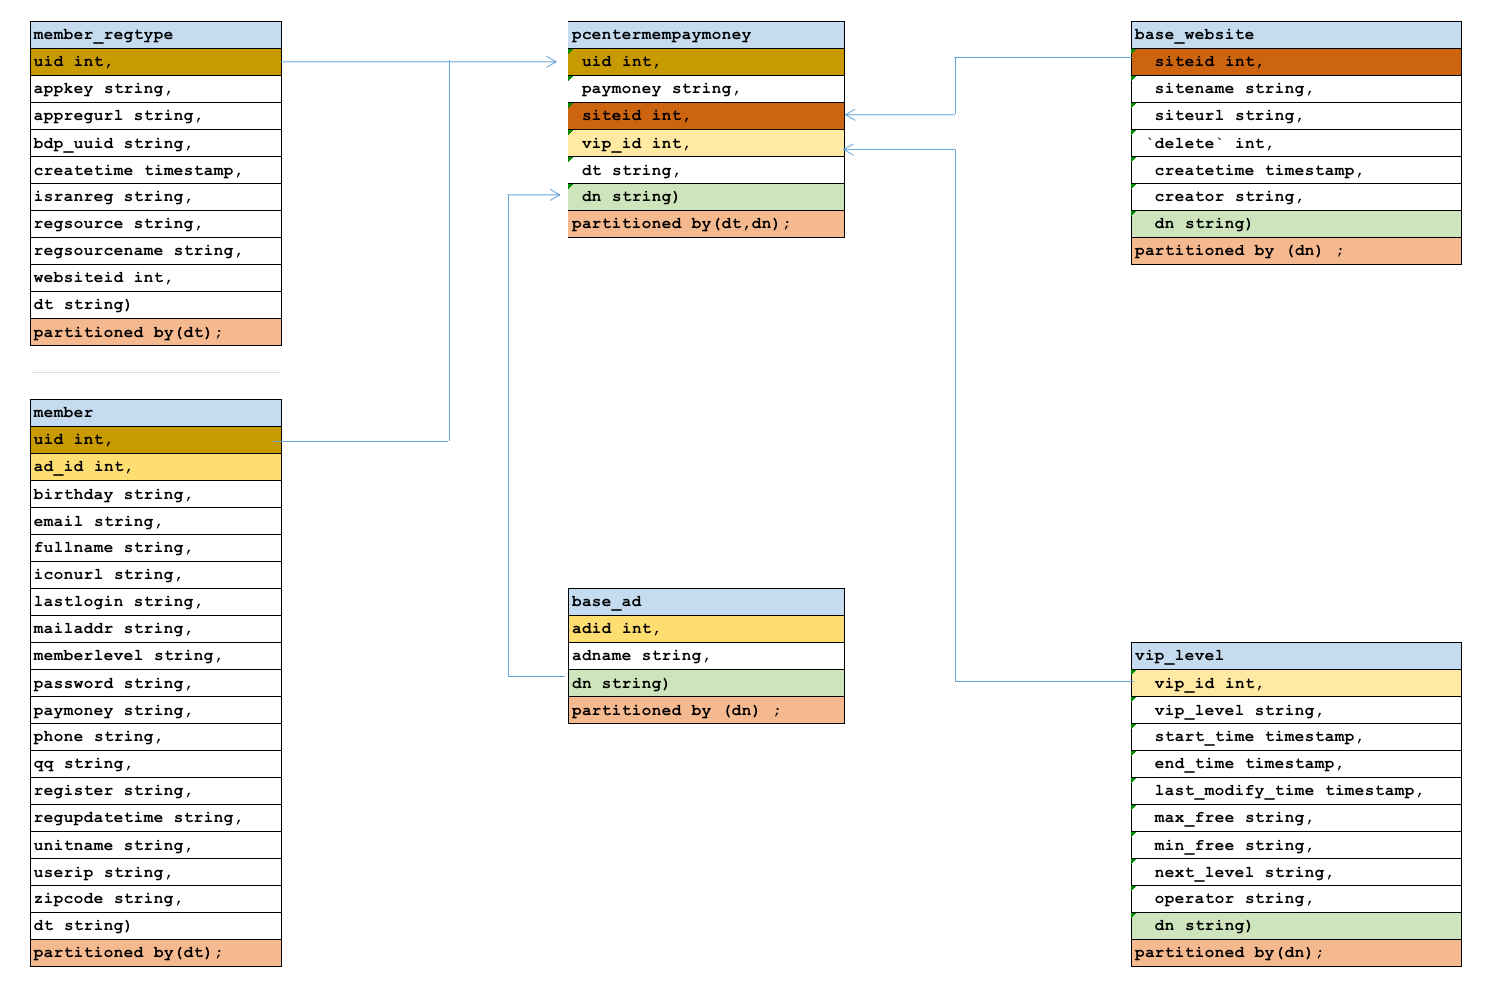 member_regtype
uid int,
appkey string,
appregurl string,
bdp_uuid string,
createtime timestamp,
isranreg string,
regsource string,
regsourcename string,
websiteid int,
dt string)
partitioned by(dt);
member
uid int,
ad_id int,
birthday string,
email string,
fullname string,
iconurl string,
lastlogin string,
mailaddr string,
memberlevel string,
password string,
paymoney string,
phone string,
qq string,
register string,
regupdatetime string,
unitname string,
userip string,
zipcode string,
dt string)
partitioned by(dt);
pcentermempaymoney
uid int,
paymoney string,
siteid int,
vip_id int,
dt string,
dn string)
partitioned by(dt,dn);
base_ad
adid int,
adname string,
dn string)
partitioned by (dn) ;
base_website
siteid int,
sitename string,
siteurl string,
`delete` int,
createtime timestamp,
creator string,
dn string)
partitioned by (dn) ;
vip_level
vip_id int,
vip_level string,
start_time timestamp,
end_time timestamp,
last_modify_time timestamp,
max_free string,
min_free string,
next_level string,
operator string,
dn string)
partitioned by(dn);